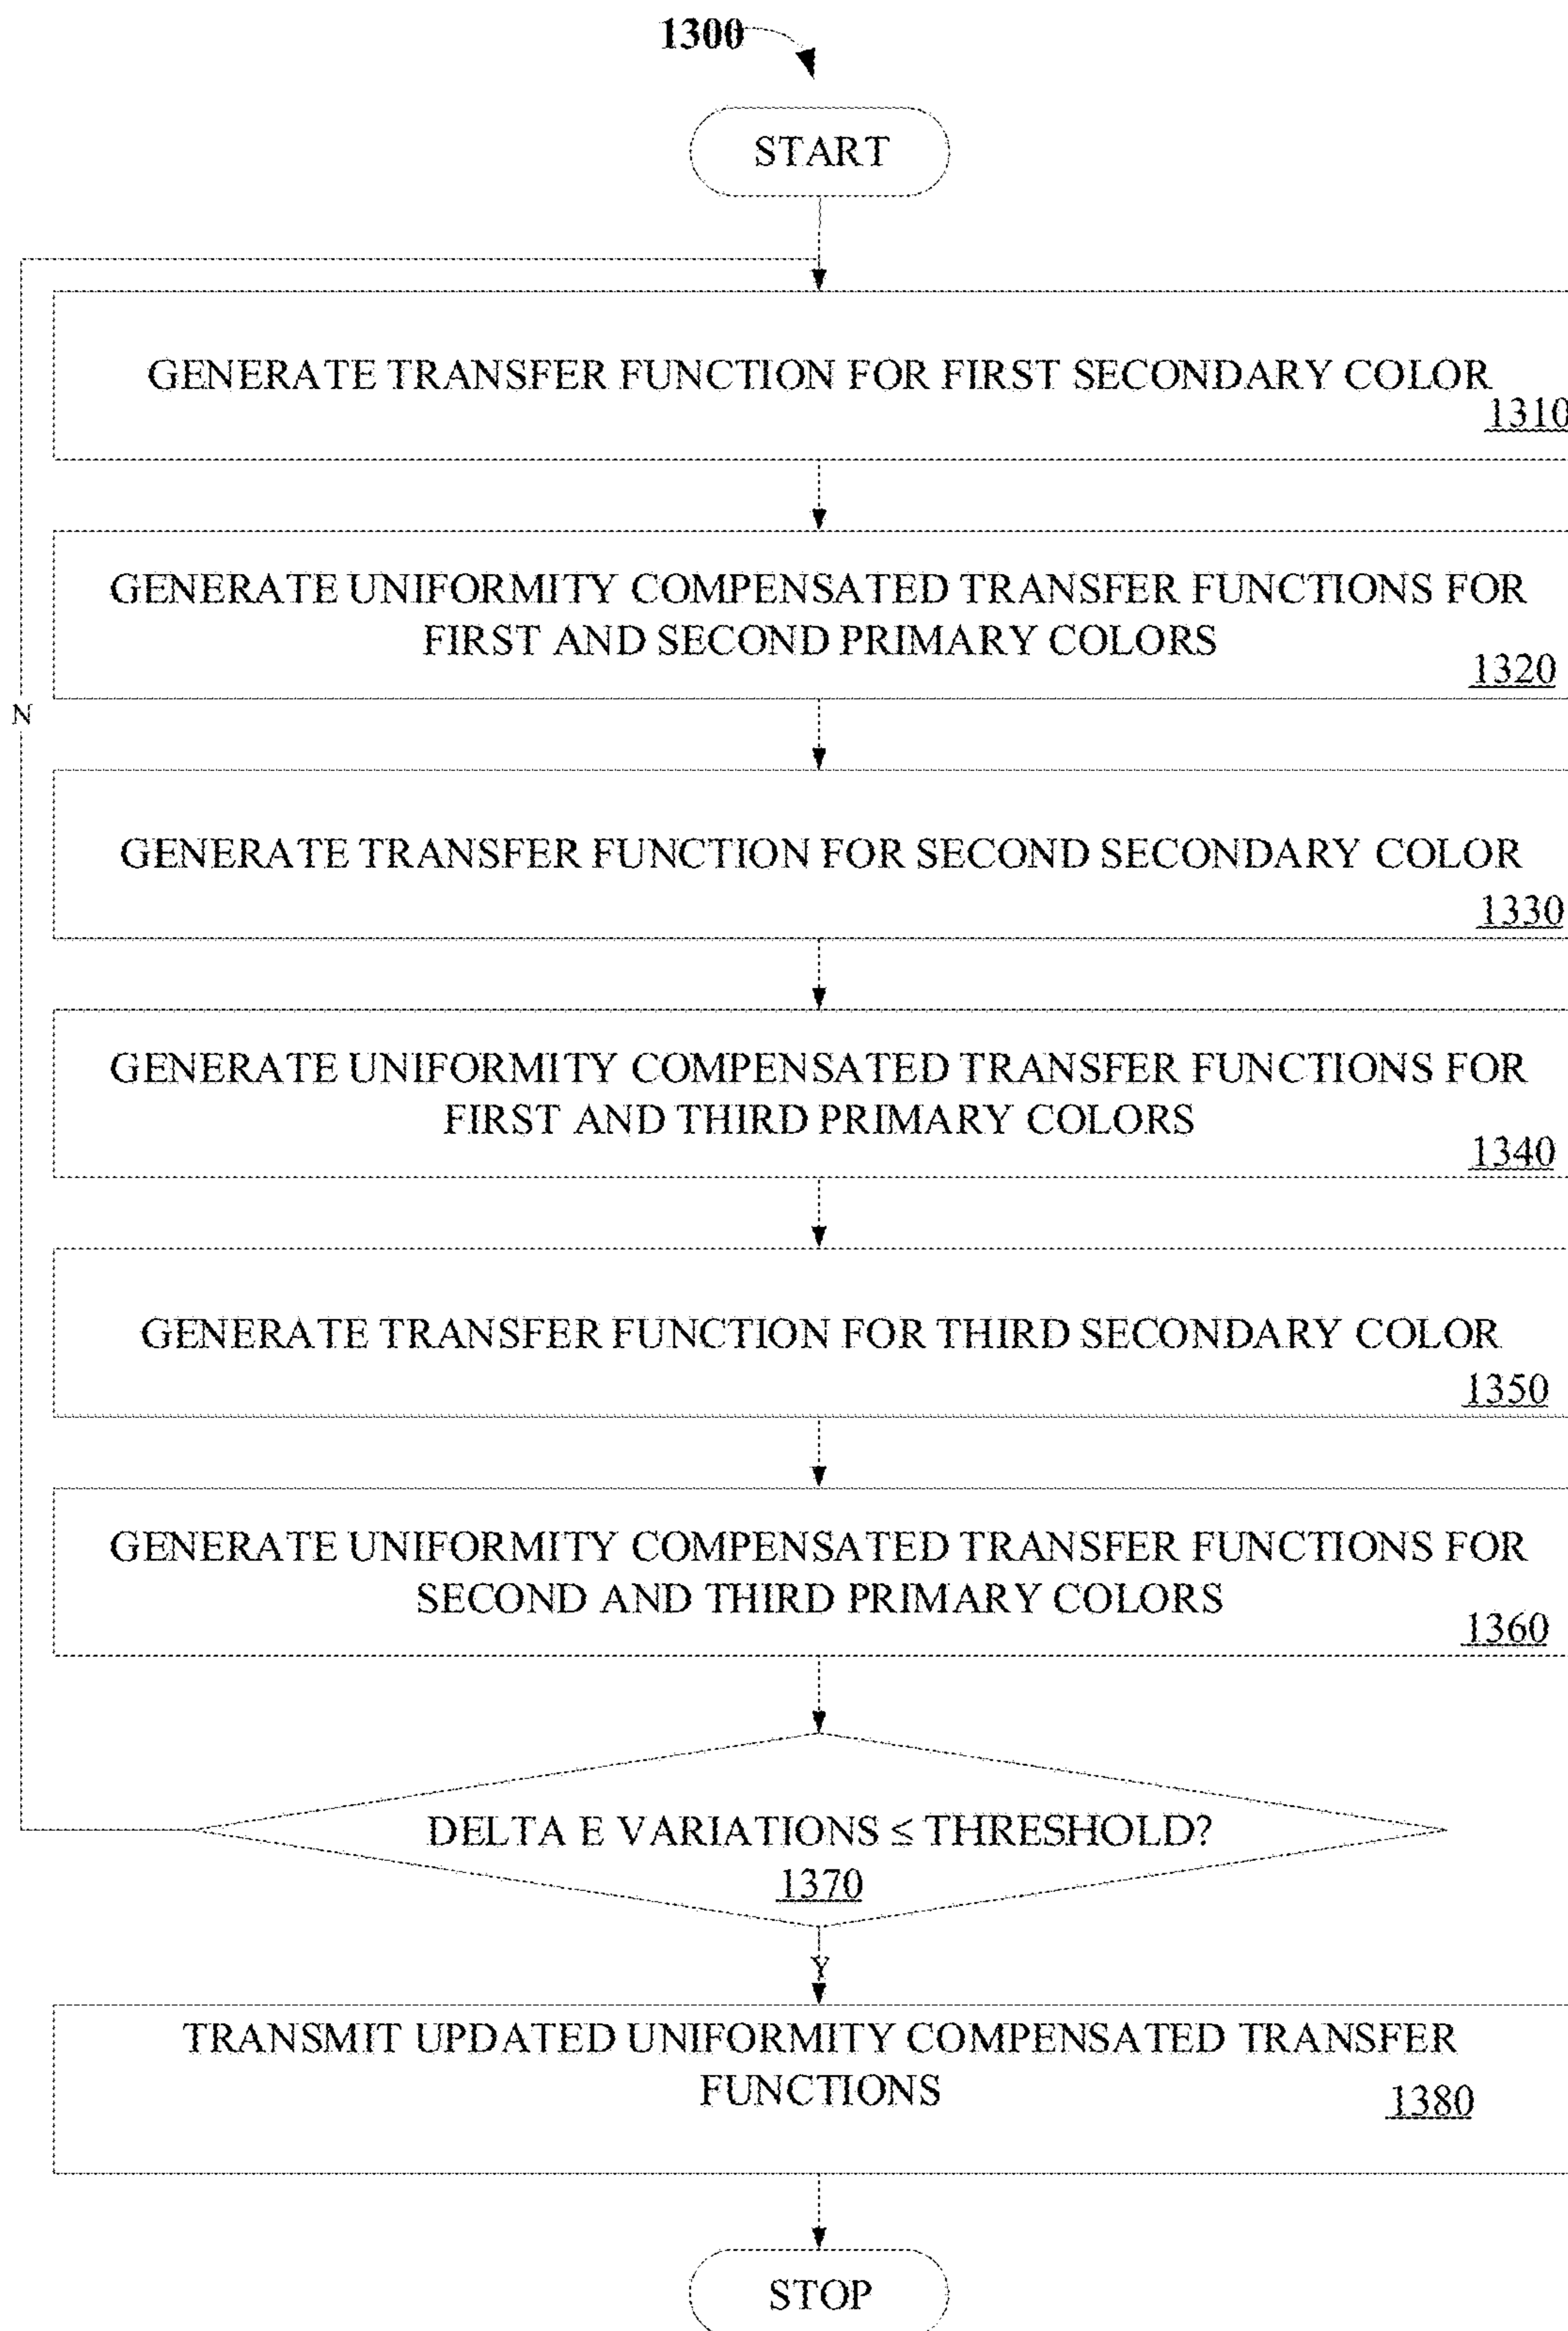 1300
START
GENERATE TRANSFER FUNCTION FOR FIRST SECONDARY COLOR
1310
GENERATE UNIFORMITY COMPENSATED TRANSFER FUNCTIONS FOR
FIRST AND SECOND PRIMARY COLORS
1320
N
GENERATE TRANSFER FUNCTION FOR SECOND SECONDARY COLOR
1330
GENERATE UNIFORMITY COMPENSATED TRANSFER FUNCTIONS FOR
FIRST AND THIRD PRIMARY COLORS
1340
GENERATE TRANSFER FUNCTION FOR THIRD SECONDARY COLOR
1350
GENERATE UNIFORMITY COMPENSATED TRANSFER FUNCTIONS FOR
SECOND AND THIRD PRIMARY COLORS
1360
DELTA E VARIATIONS ≤ THRESHOLD?
1370
Y
TRANSMIT UPDATED UNIFORMITY COMPENSATED TRANSFER
FUNCTIONS
1380
STOP